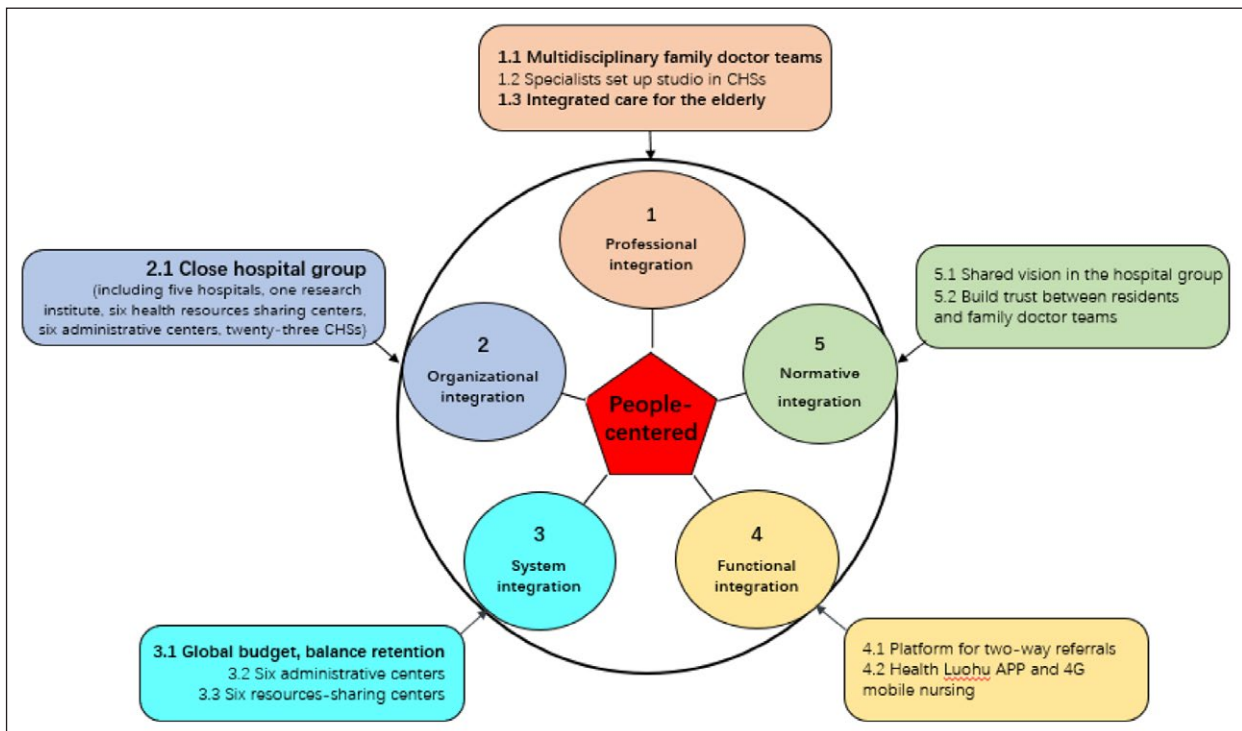 1.1 Multidisciplinary family doctor teams
1.2 Specialists set up studio in CHSs
1.3 Integrated care for the elderly
1
Professional
integration
2.1 Close hospital group
(including five hospitals, one research
institute, six health resources sharing centers,
six administrative centers, twenty-three CHSs)
5.1 Shared vision in the hospital group
5.2 Build trust between residents
and family doctor teams
2
Organizational
integration
5
Normative
integration
People-
centered
3
System
integration
4
Functional
integration
3.1 Global budget, balance retention
3.2 Six administrative centers
3.3 Six resources-sharing centers
4.1 Platform for two-way referrals
4.2 Health Luohu APP and 4G
mobile nursing